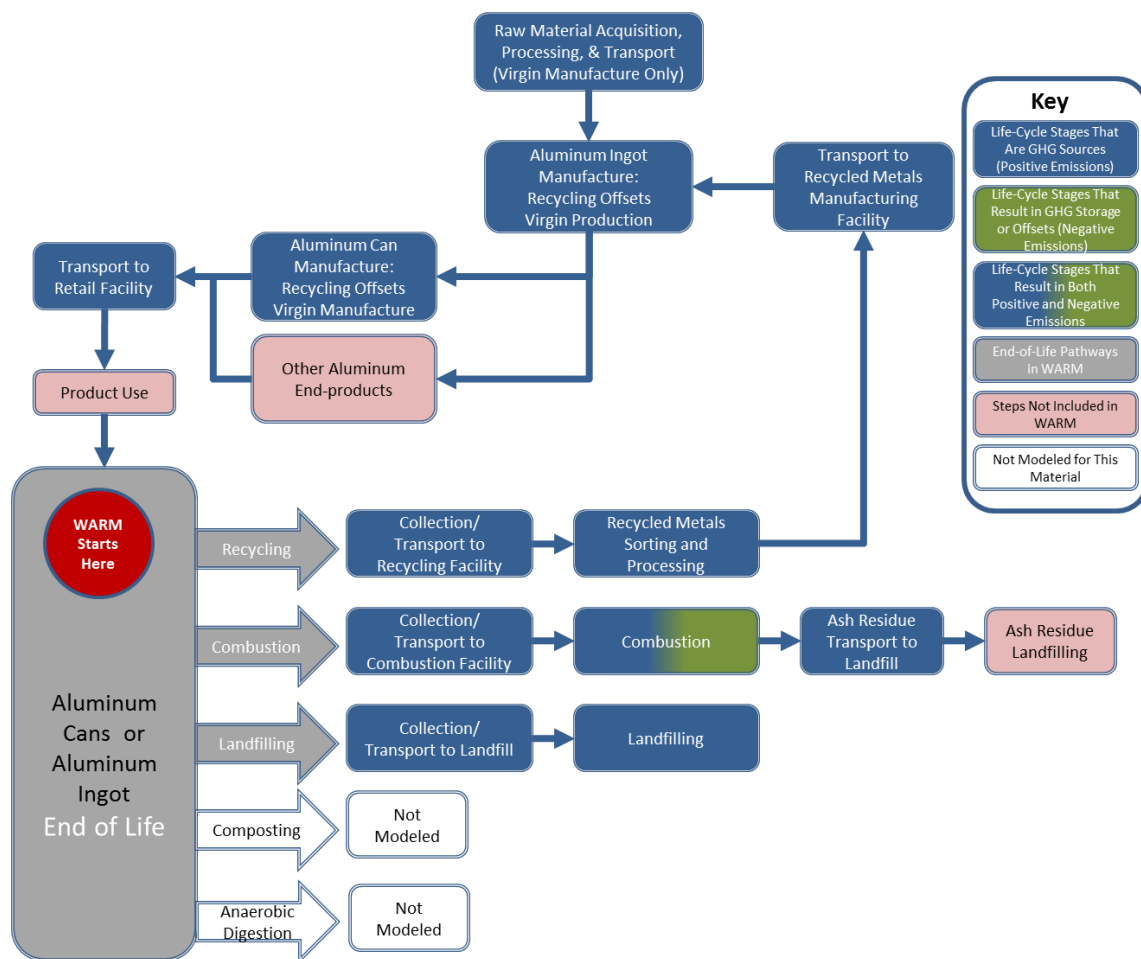 Raw Material Acquisition,
Processing, & Transport
(Virgin Manufacture Only)
Aluminum Ingot
Manufacture:
Recycling Offsets
Virgin Production
Transport to
Recycled Metals
Manufacturing
Facility
Transport to
Retail Facility
Aluminum Can
Manufacture:
Recycling Offsets
Virgin Manufacture
Other Aluminum
End-products
Product Use
WARM
Starts
Here
Aluminum
Cans or
Aluminum
Ingot
End of Life
Recycling
Collection/
Transport to
Recycling Facility
Recycled Metals
Sorting and
Processing
Combustion
Collection/
Transport to
Combustion Facility
Combustion
Ash Residue
Transport to
Landfill
Ash Residue
Landfilling
Landfilling
Collection/
Transport to Landfill
Landfilling
Composting
Not
Modeled
Anaerobic
Digestion
Not
Modeled
Key
Life-Cycle Stages That
Are GHG Sources
(Positive Emissions)
Life-Cycle Stages That
Result in GHG Storage
or Offsets (Negative
Emissions)
Life-Cycle Stages That
Result in Both
Positive and Negative
Emissions
End-of-Life Pathways
in WARM
Steps Not Included in
WARM
Not Modeled for This
Material